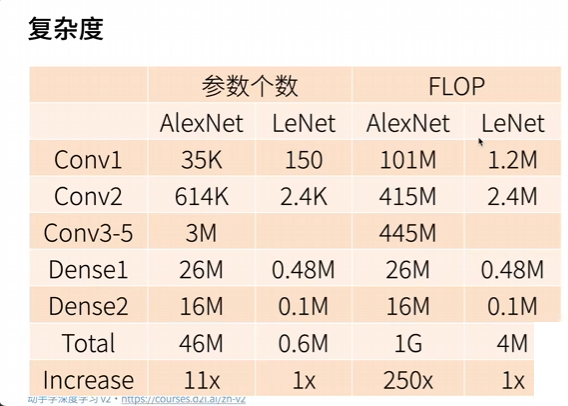 复杂度
参数个数 FLOP
AlexNet LeNet AlexNet LeNet
Conv1 35K 150 101M 1.2M
Conv2 614K 2.4K 415M 2.4M
Conv3-5 3M 445M
Dense1 26M 0.48M 26M 0.48M
Dense2 16M 0.1M 16M 0.1M
Total 46M 0.6M 1G 4M
Increase 11x 1x 250x 1x
动手学深度学习 v2 • https://courses.d2l.ai/zh-v2